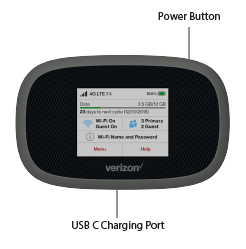 Power Button
4G LTE
100%
Data 2.5 GB/12 GB
23 days to next cycle (02/10/2018)
Wi-Fi On 3 Primary
Guest On 2 Guest
Wi-Fi Name and Password
Menu Help
verizon
USB C Charging Port